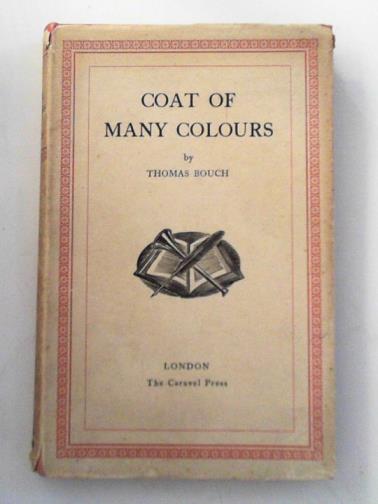 COAT OF
MANY COLOURS
by
THOMAS BOUCH
LONDON
The Caravel Press